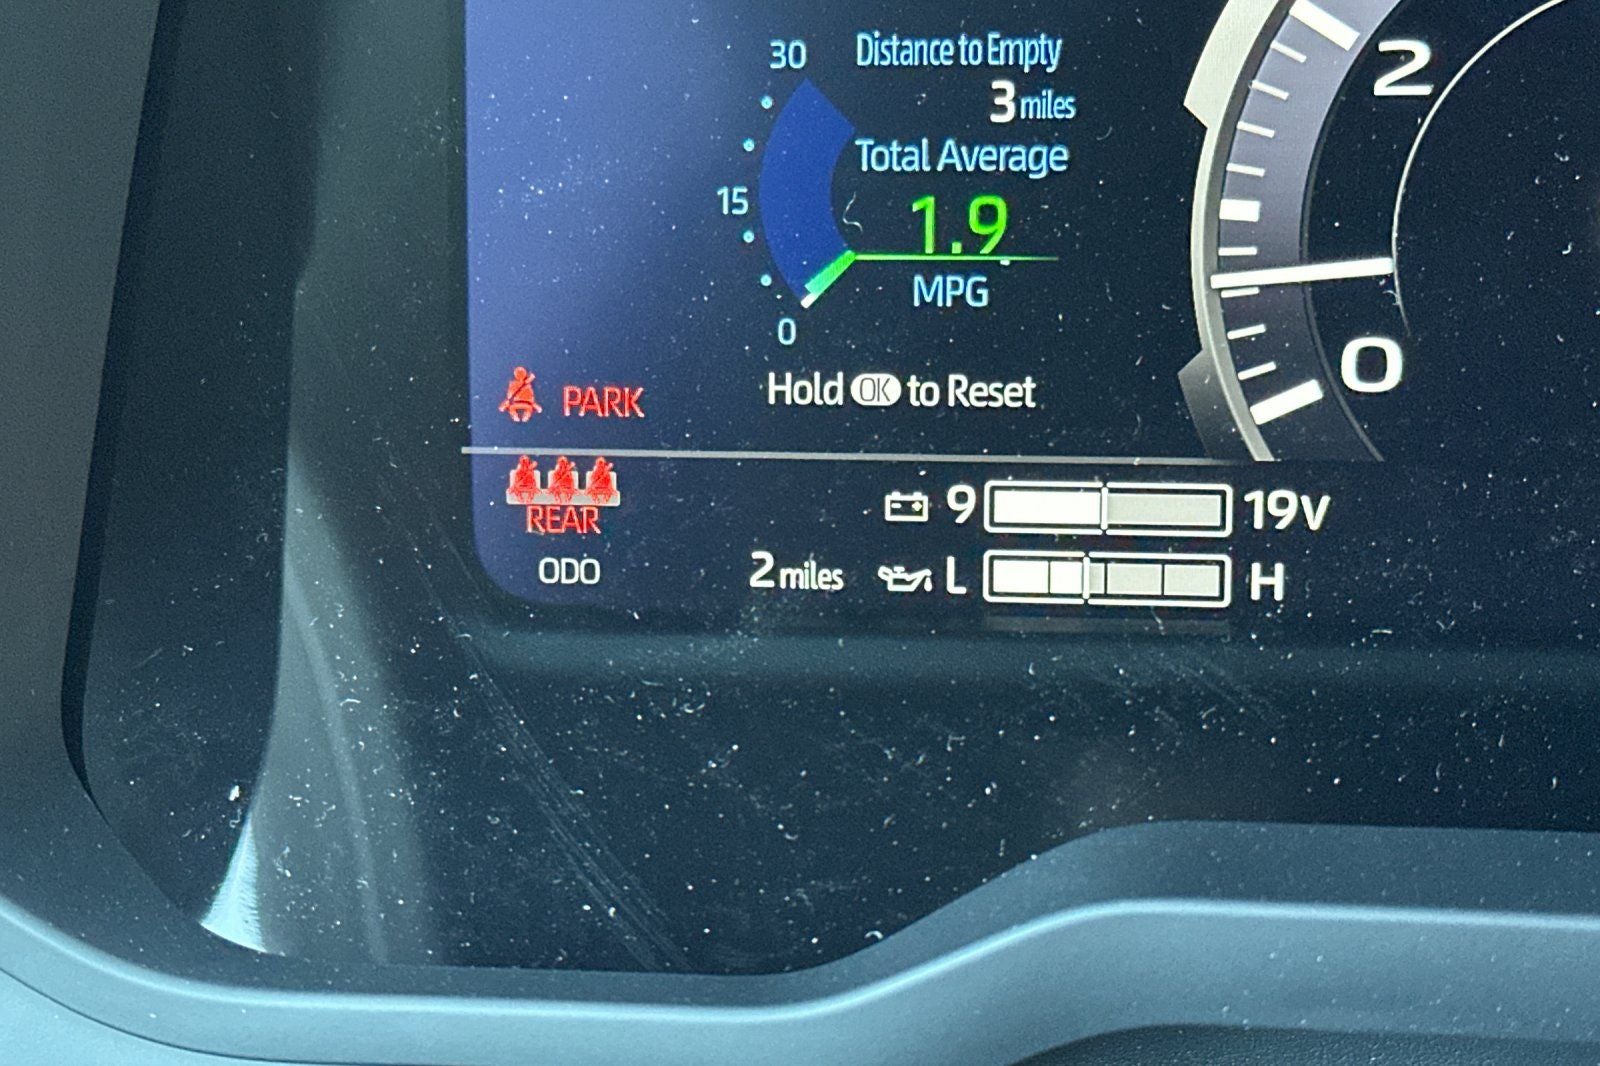 30 Distance to Empty
3 miles
Total Average
15
1.9
MPG
0
Hold OK to Reset
2
0
PARK
REAR
9 19V
ODO 2 miles L H